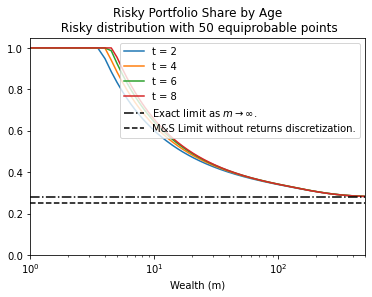 Risky Portfolio Share by Age
Risky distribution with 50 equiprobable points
1.0
0.8
0.6
0.4
0.2
0.0
t = 2
t = 4
t = 6
t = 8
Exact limit as m → ∞.
M&S Limit without returns discretization.
10⁰
10¹
10²
Wealth (m)